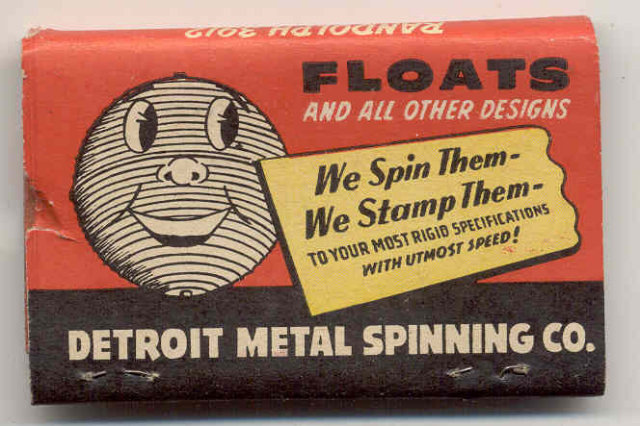 RANDOLPH 3912
FLOATS
AND ALL OTHER DESIGNS
We Spin Them-
We Stamp Them-
TO YOUR MOST RIGID SPECIFICATIONS
WITH UTMOST SPEED!
DETROIT METAL SPINNING CO.